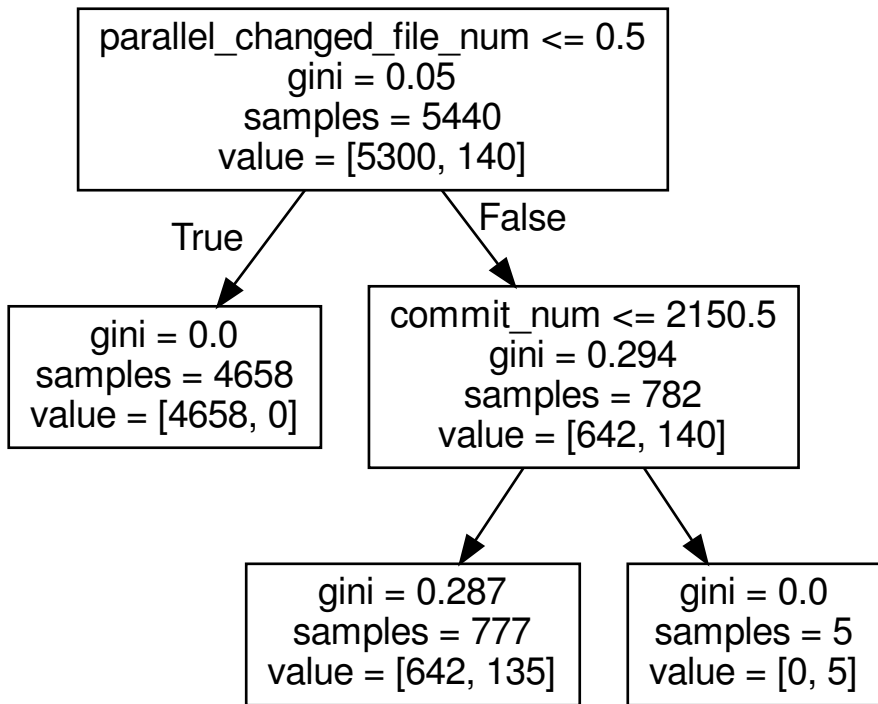 parallel_changed_file_num <= 0.5
gini = 0.05
samples = 5440
value = [5300, 140]
True
False
gini = 0.0
samples = 4658
value = [4658, 0]
commit_num <= 2150.5
gini = 0.294
samples = 782
value = [642, 140]
gini = 0.287
samples = 777
value = [642, 135]
gini = 0.0
samples = 5
value = [0, 5]